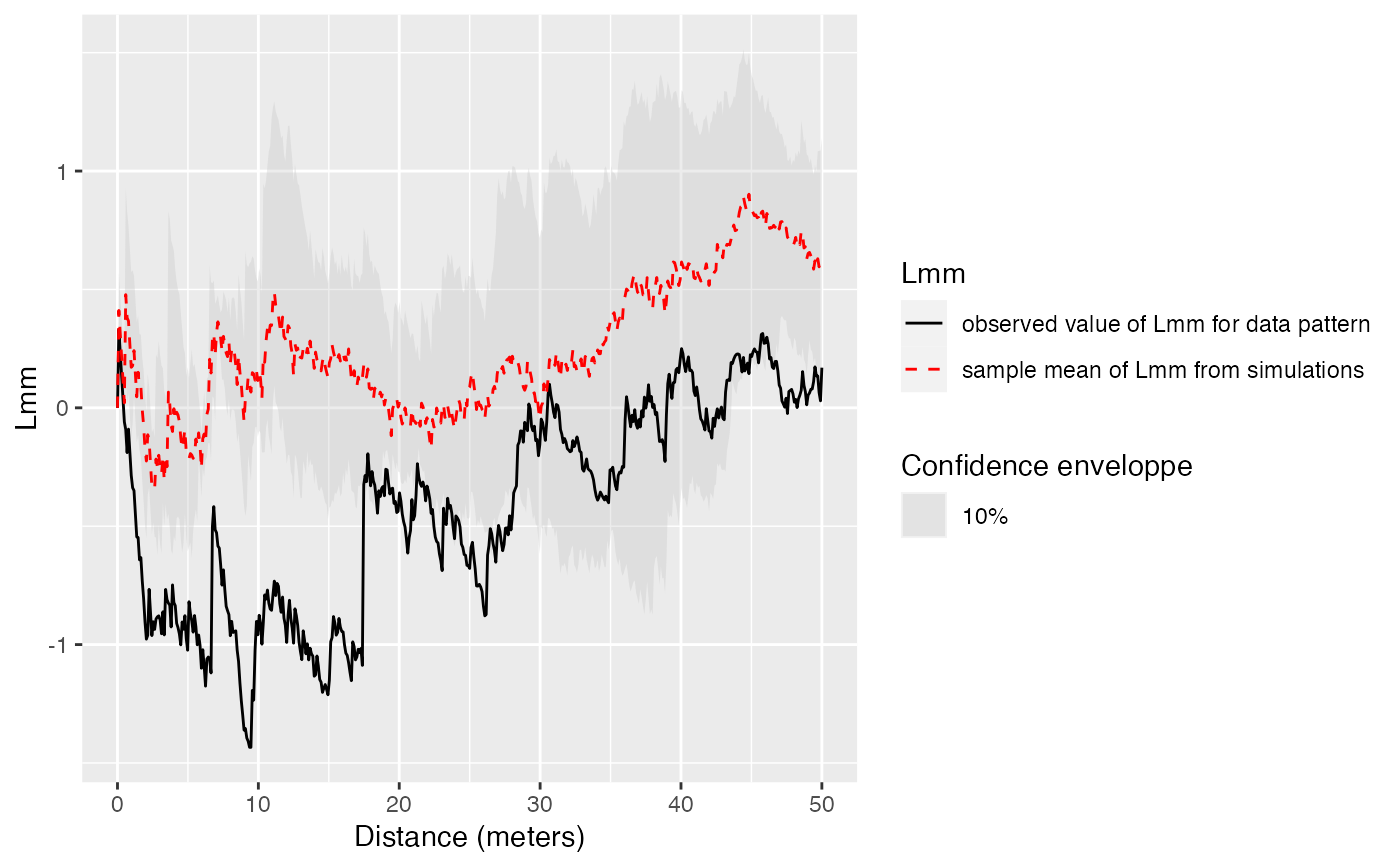 1
0
-1
Lmm
0 10 20 30 40 50
Distance (meters)
Lmm
observed value of Lmm for data pattern
sample mean of Lmm from simulations
Confidence enveloppe
10%